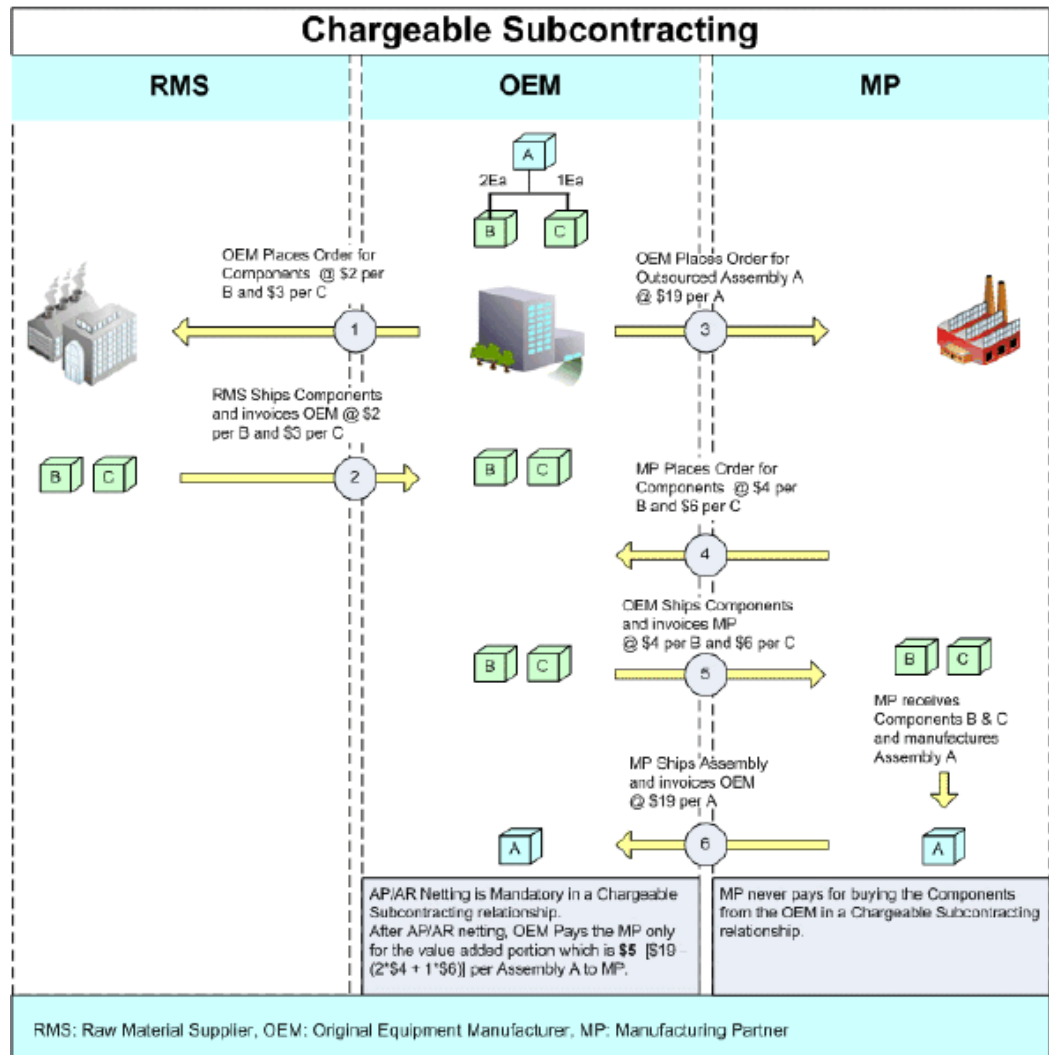 Chargeable Subcontracting
RMS
OEM
MP
A
2Ea
1Ea
B
C
OEM Places Order for
Components @ $2 per
B and $3 per C
OEM Places Order for
Outsourced Assembly A
@ $19 per A
1
3
RMS Ships Components
and invoices OEM @ $2
per B and $3 per C
B
C
2
B
C
MP Places Order for
Components @ $4 per
B and $6 per C
4
OEM Ships Components
and invoices MP
@ $4 per B and $6 per C
B
C
5
B
C
MP receives
Components B & C
and manufactures
Assembly A
MP Ships Assembly
and invoices OEM
@ $19 per A
A
6
A
AP/AR Netting is Mandatory in a Chargeable
Subcontracting relationship.
After AP/AR netting, OEM Pays the MP only
for the value added portion which is $5 [$19 –
(2*$4 + 1*$6)] per Assembly A to MP.
MP never pays for buying the Components
from the OEM in a Chargeable Subcontracting
relationship.
RMS: Raw Material Supplier, OEM: Original Equipment Manufacturer, MP: Manufacturing Partner